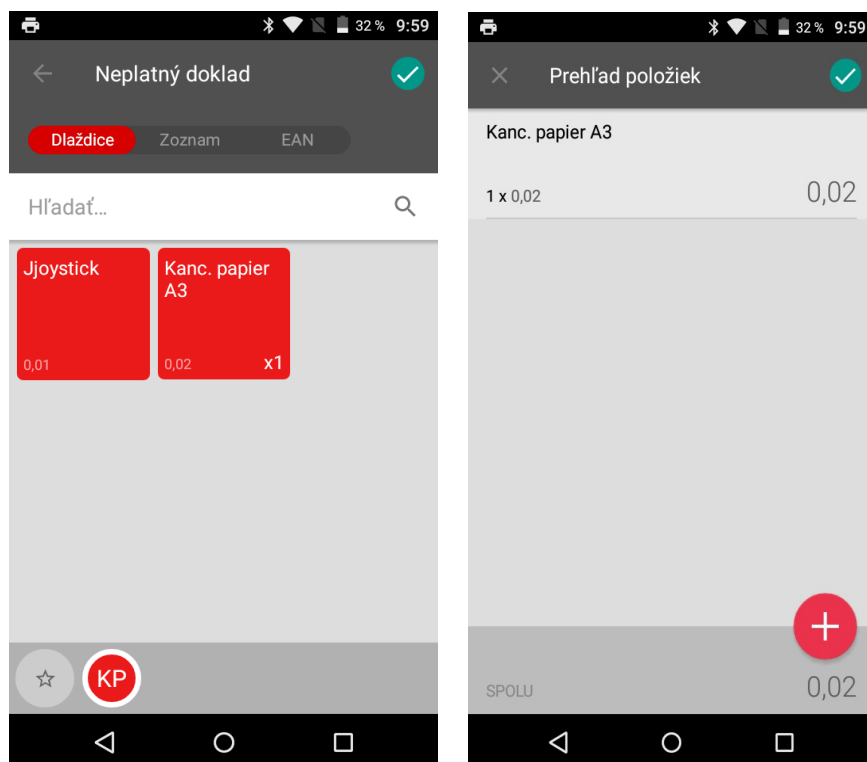 32 % 9:59
Neplatný doklad
Dlaždice Zoznam EAN
Hľadať...
Jjoystick
0,01
Kanc. papier
A3
0,02 x1
KP
32 % 9:59
Prehľad položiek
Kanc. papier A3
1 x 0,02 0,02
SPOLU 0,02